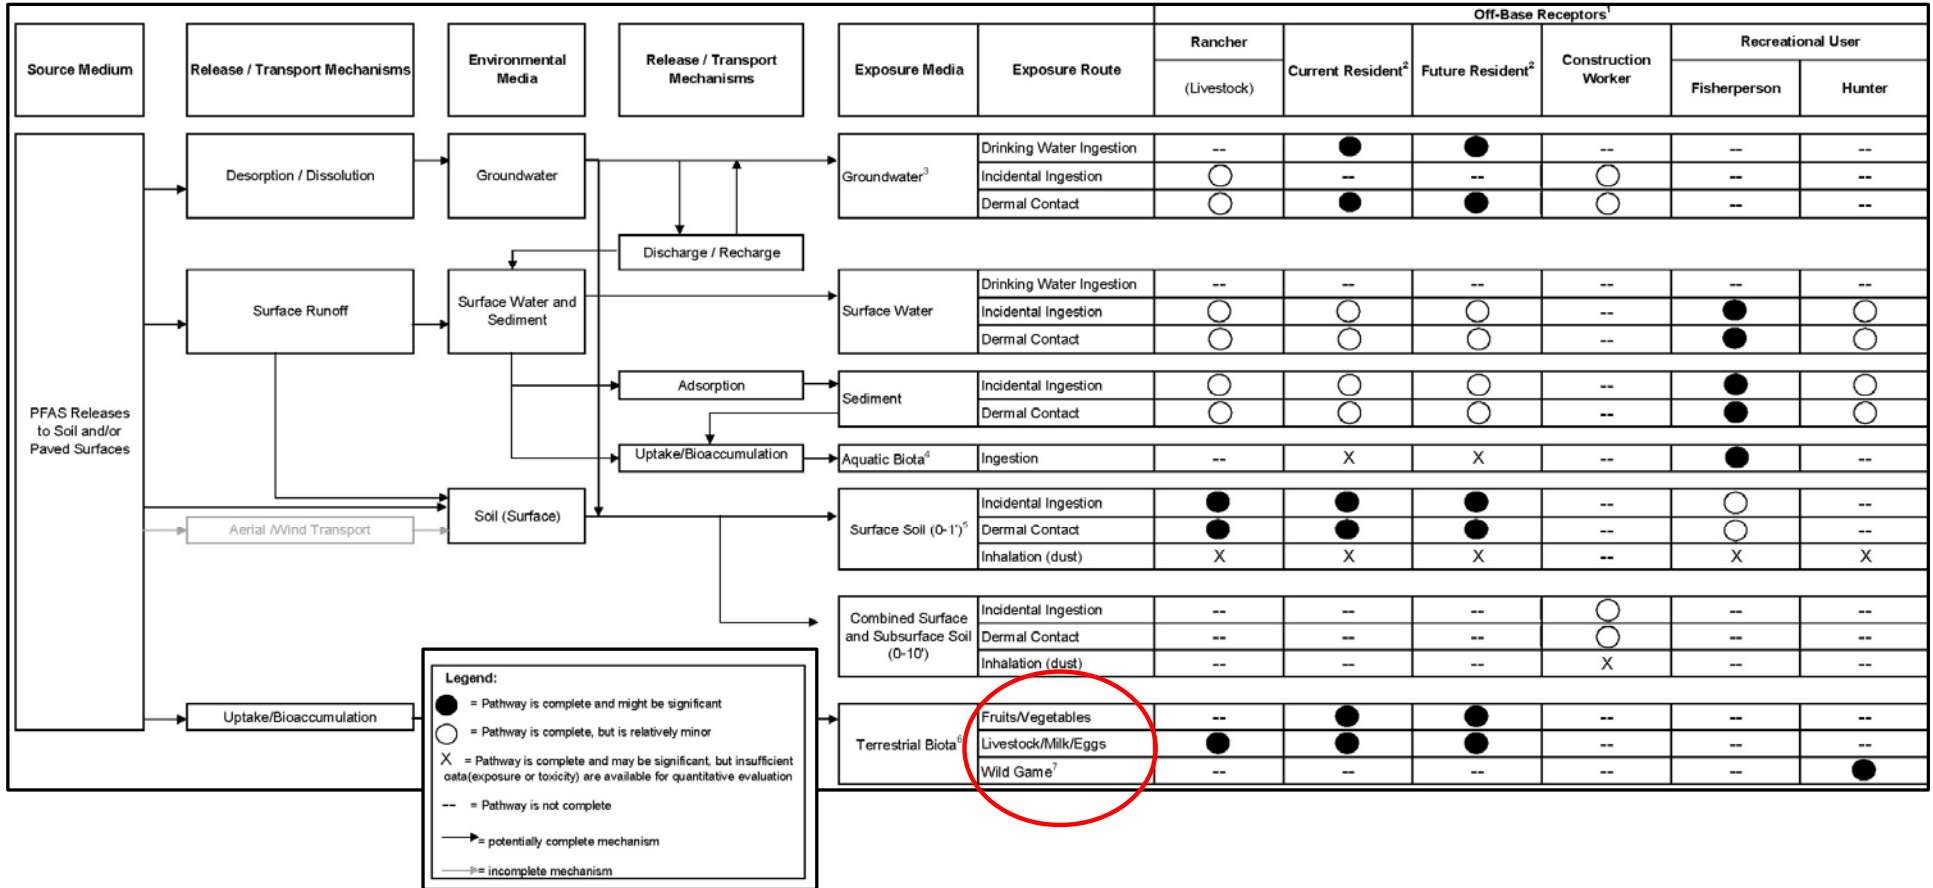 Off-Base Receptors1
Source Medium
Release / Transport Mechanisms
Environmental
Media
Release / Transport
Mechanisms
Exposure Media
Exposure Route
Rancher
(Livestock)
Current Resident2
Future Resident2
Construction
Worker
Recreational User
Fisherperson
Hunter
PFAS Releases
to Soil and/or
Paved Surfaces
Desorption / Dissolution
Groundwater
Discharge / Recharge
Surface Runoff
Surface Water and
Sediment
Adsorption
Uptake/Bioaccumulation
Aerial /Wind Transport
Soil (Surface)
Uptake/Bioaccumulation
Groundwater3
Drinking Water Ingestion -- -- -- --
Incidental Ingestion -- -- -- --
Dermal Contact -- --
Surface Water
Drinking Water Ingestion -- -- -- -- -- --
Incidental Ingestion --
Dermal Contact --
Sediment
Incidental Ingestion --
Dermal Contact --
Aquatic Biota4 Ingestion -- X X -- --
Surface Soil (0-1')5
Incidental Ingestion -- --
Dermal Contact -- --
Inhalation (dust) X X X -- X X
Combined Surface
and Subsurface Soil
(0-10')
Incidental Ingestion -- -- -- -- --
Dermal Contact -- -- -- -- --
Inhalation (dust) -- -- -- X -- --
Terrestrial Biota6
Fruits/Vegetables -- -- -- --
Livestock/Milk/Eggs -- -- --
Wild Game7 -- -- -- -- --
Legend:
= Pathway is complete and might be significant
= Pathway is complete, but is relatively minor
X = Pathway is complete and may be significant, but insufficient
data(exposure or toxicity) are available for quantitative evaluation
-- = Pathway is not complete
= potentially complete mechanism
= incomplete mechanism